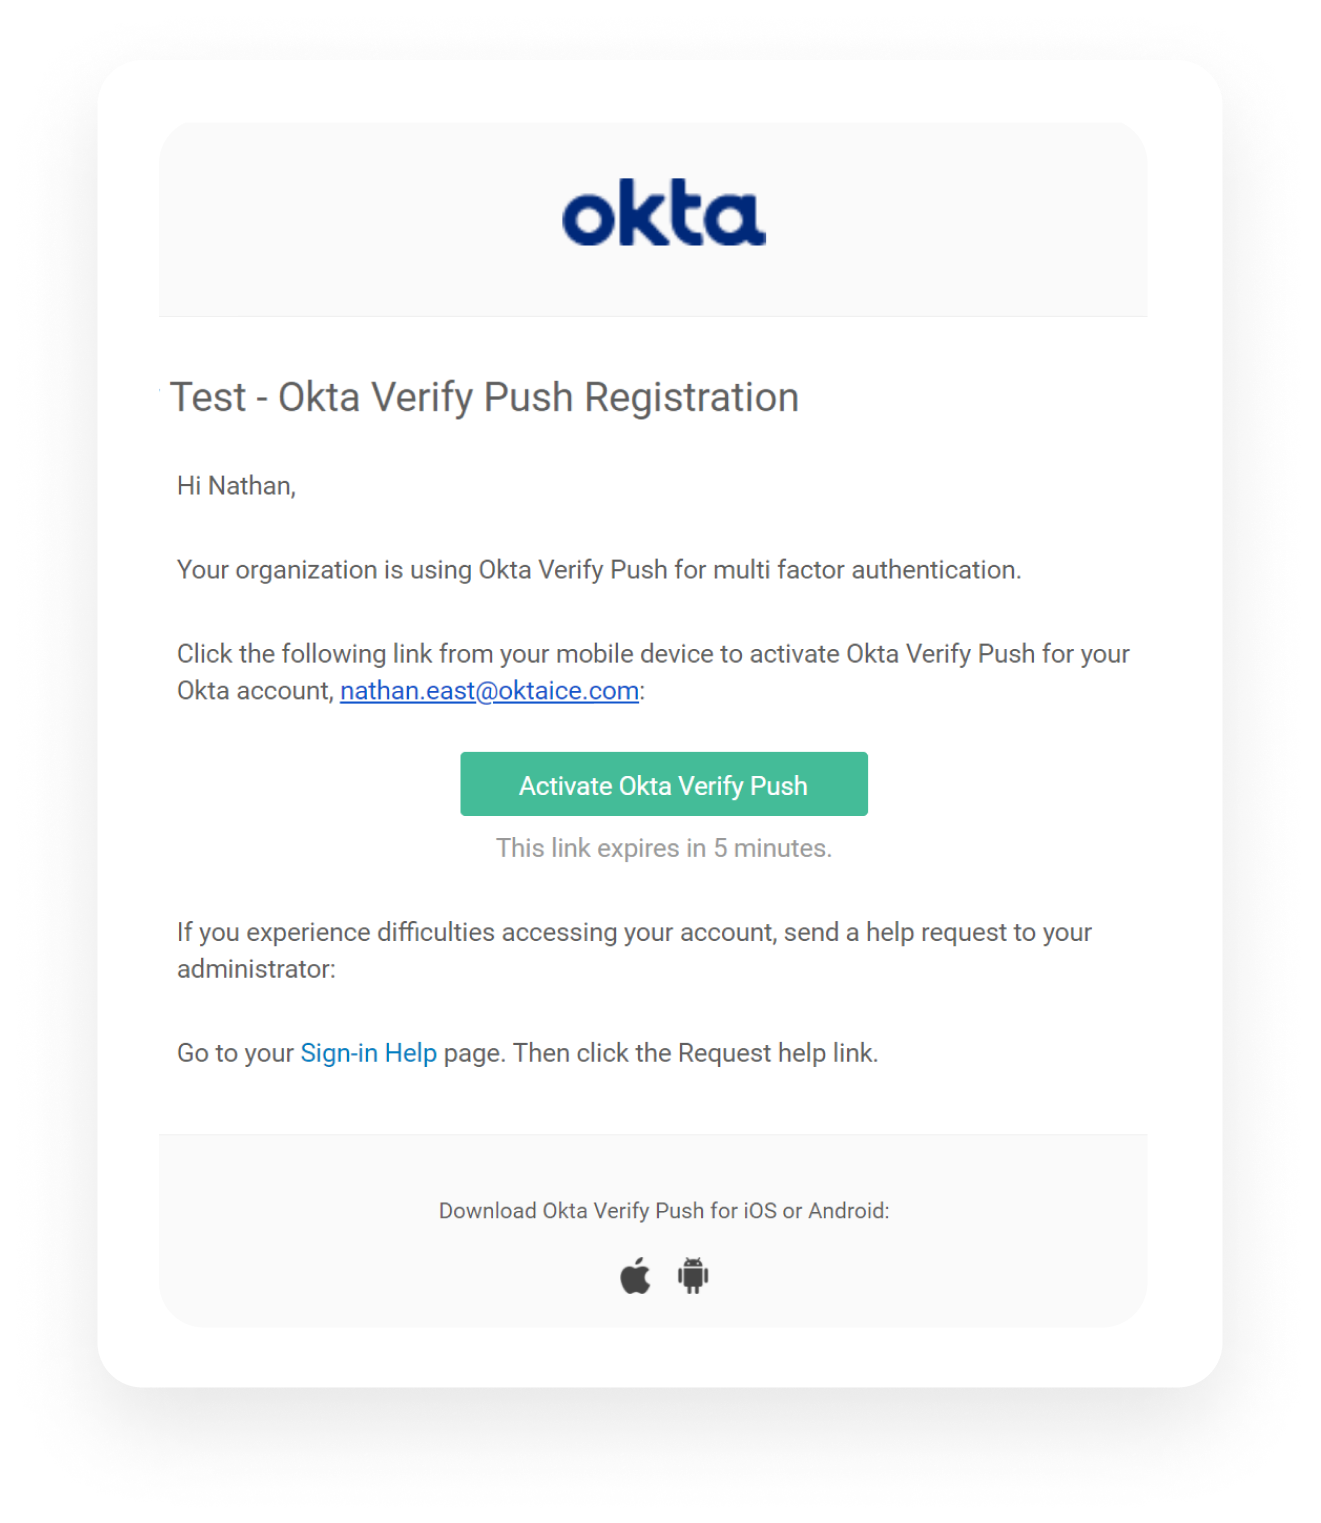 okta
Test - Okta Verify Push Registration
Hi Nathan,
Your organization is using Okta Verify Push for multi factor authentication.
Click the following link from your mobile device to activate Okta Verify Push for your
Okta account, nathan.east@oktaice.com:
Activate Okta Verify Push
This link expires in 5 minutes.
If you experience difficulties accessing your account, send a help request to your
administrator:
Go to your Sign-in Help page. Then click the Request help link.
Download Okta Verify Push for iOS or Android: